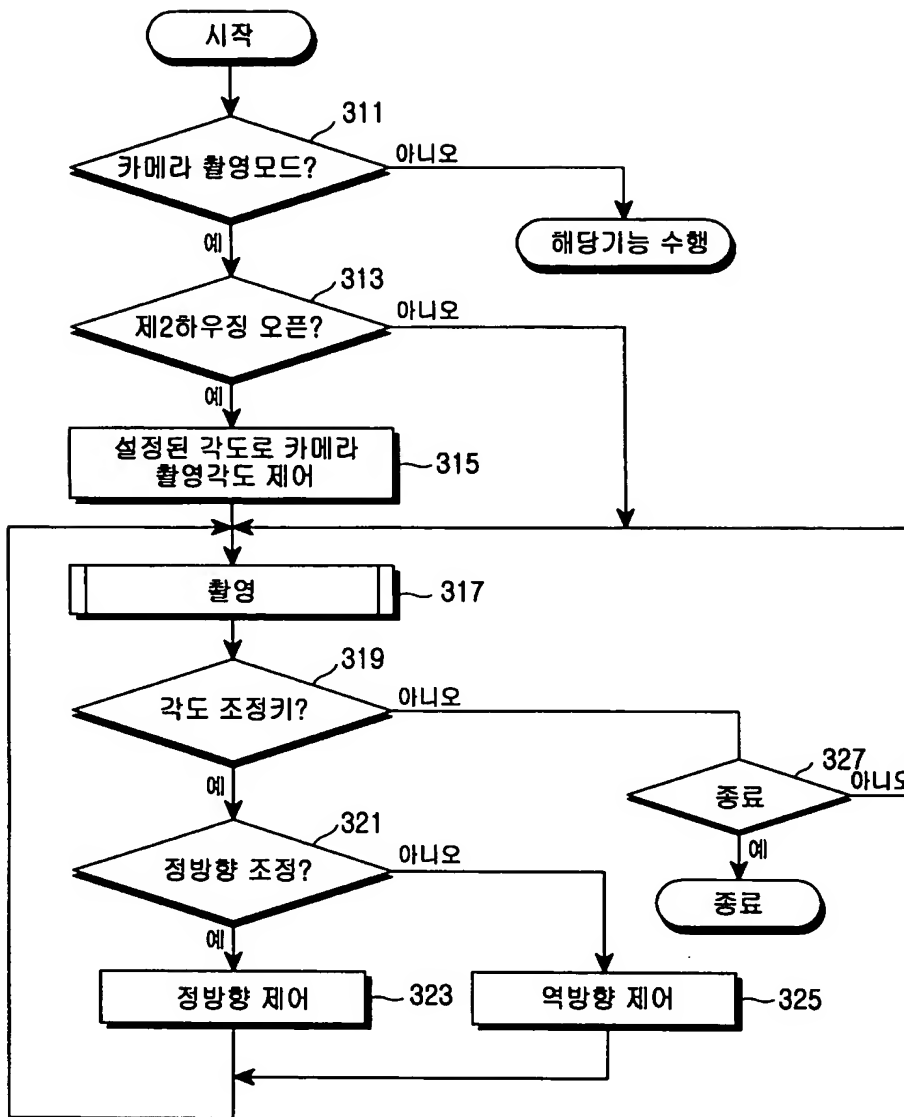 시작
311
카메라 촬영모드?
아니오
예
해당기능 수행
313
제2하우징 오픈?
아니오
예
설정된 각도로 카메라
촬영각도 제어
315
촬영
317
319
각도 조정키?
아니오
예
327
종료
아니오
예
종료
321
정방향 조정?
아니오
예
정방향 제어
323
역방향 제어
325